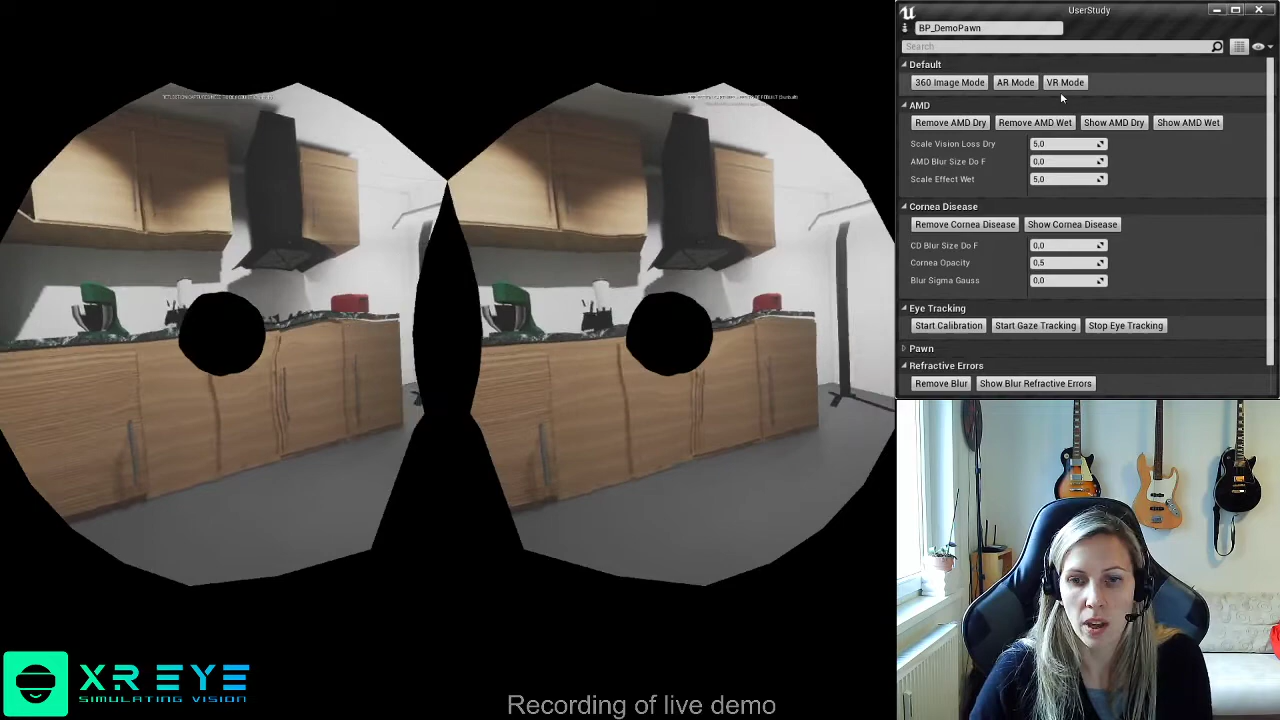 UserStudy
BP_DemoPawn
Search
Default
360 Image Mode AR Mode VR Mode
AMD
Remove AMD Dry Remove AMD Wet Show AMD Dry Show AMD Wet
Scale Vision Loss Dry 5,0
AMD Blur Size Do F 0,0
Scale Effect Wet 5,0
Cornea Disease
Remove Cornea Disease Show Cornea Disease
CD Blur Size Do F 0,0
Cornea Opacity 0,5
Blur Sigma Gauss 0,0
Eye Tracking
Start Calibration Start Gaze Tracking Stop Eye Tracking
Pawn
Refractive Errors
Remove Blur Show Blur Refractive Errors
XR EYE
SIMULATING VISION
Recording of live demo